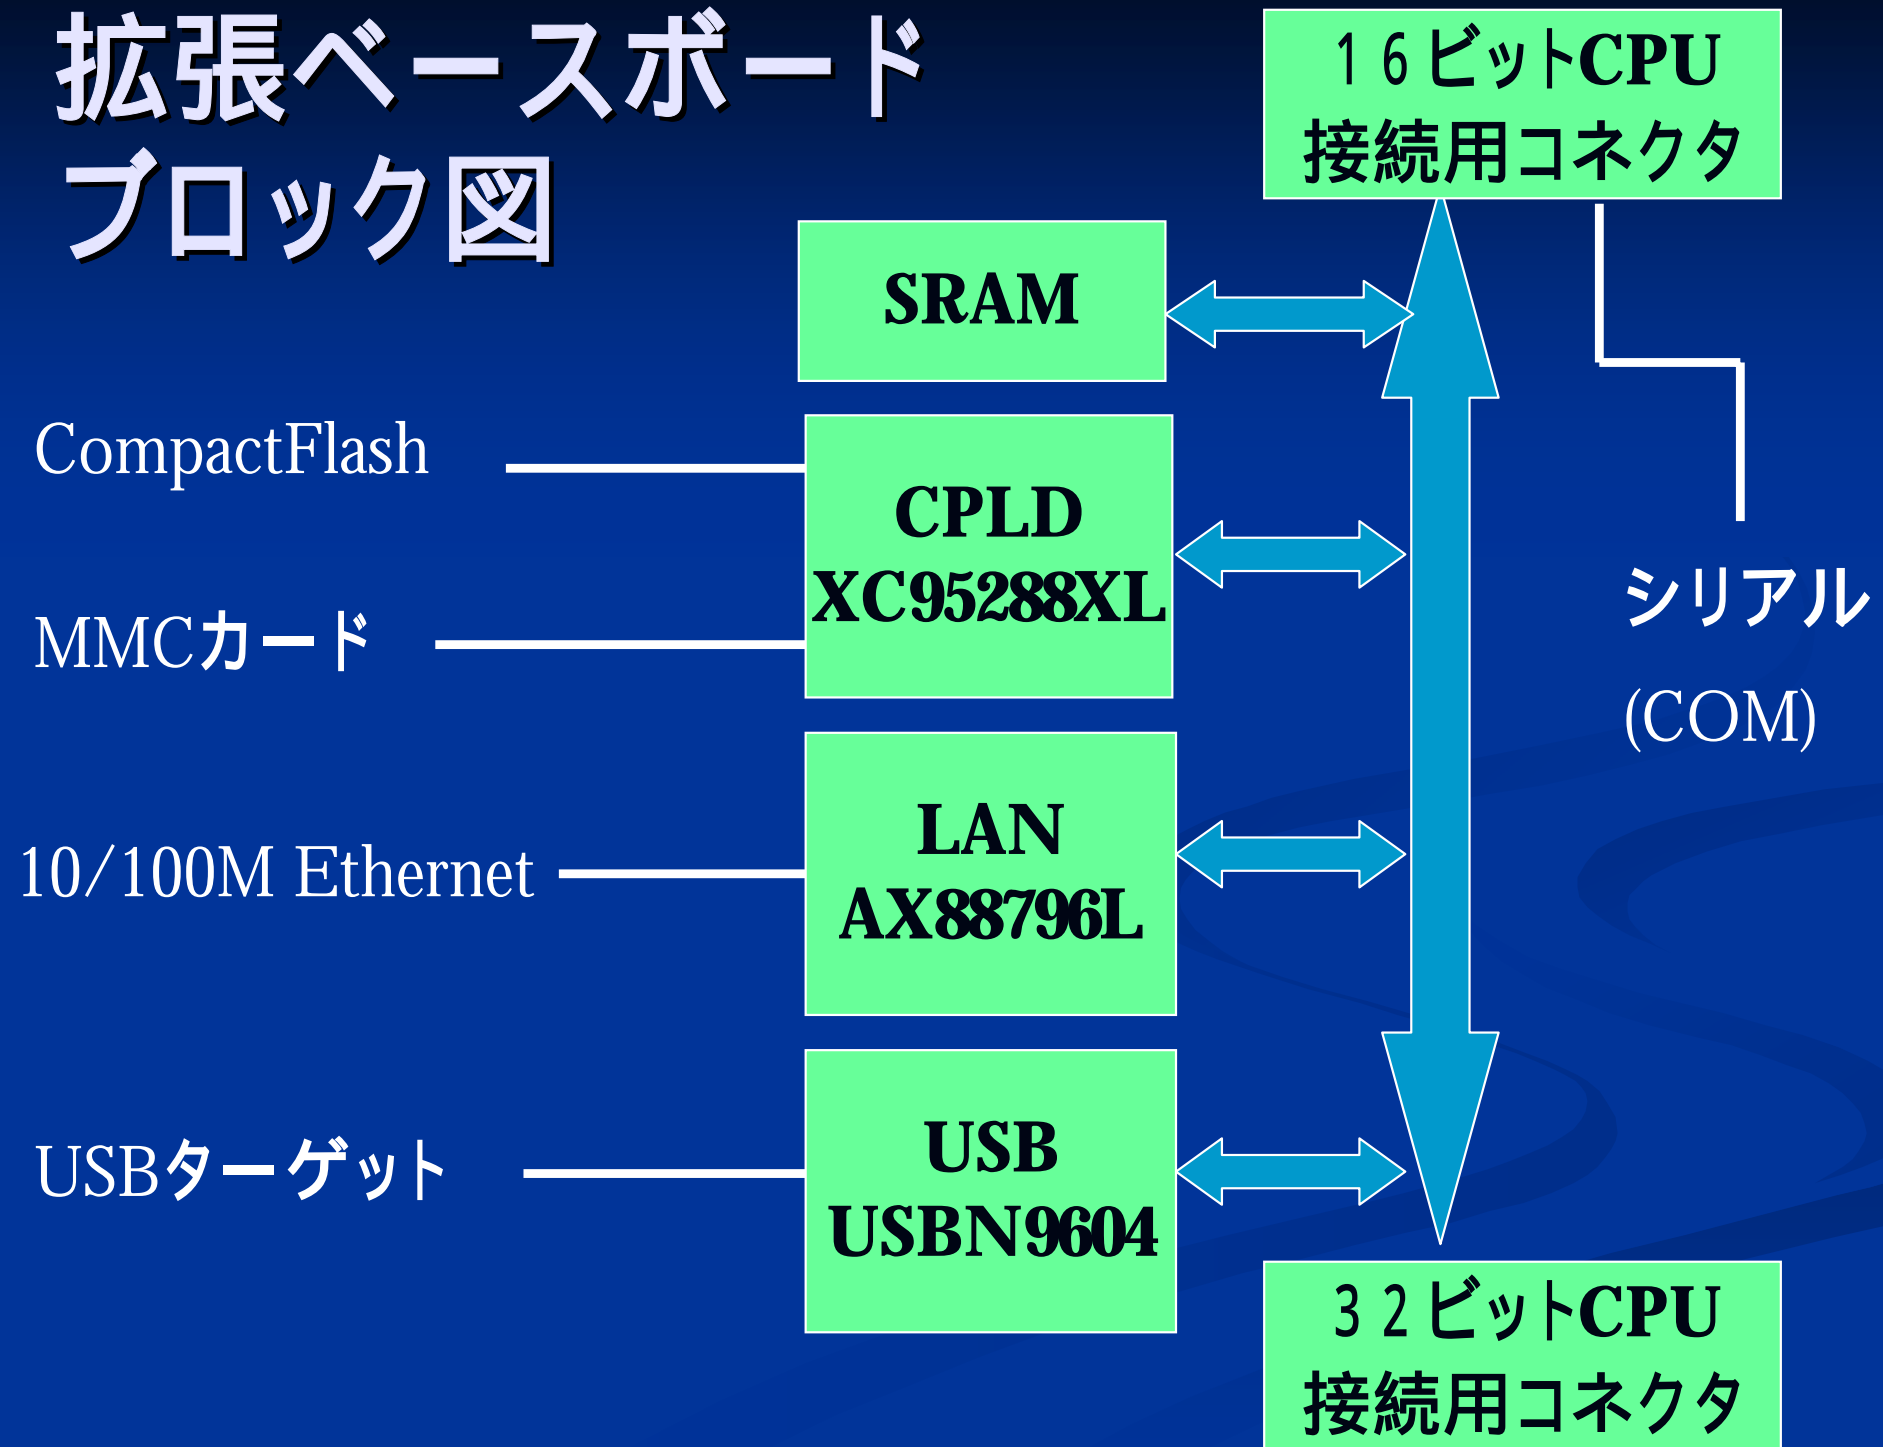 拡張ベースボード
ブロック図
１６ビットCPU
接続用コネクタ
SRAM
CompactFlash
CPLD
XC95288XL
MMCカード
シリアル
(COM)
LAN
AX88796L
10/100M Ethernet
USB
USBN9604
USBターゲット
３２ビットCPU
接続用コネクタ